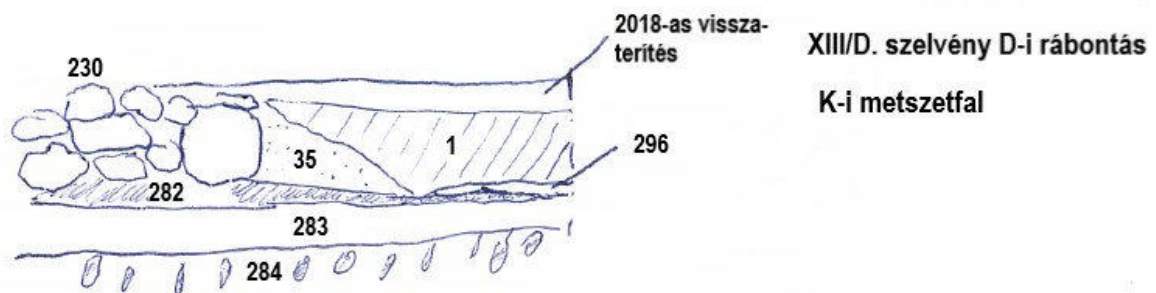 2018-as vissza-
terítés
XIII/D. szelvény D-i rábontás
K-i metszetfal
230
1
296
35
282
283
284